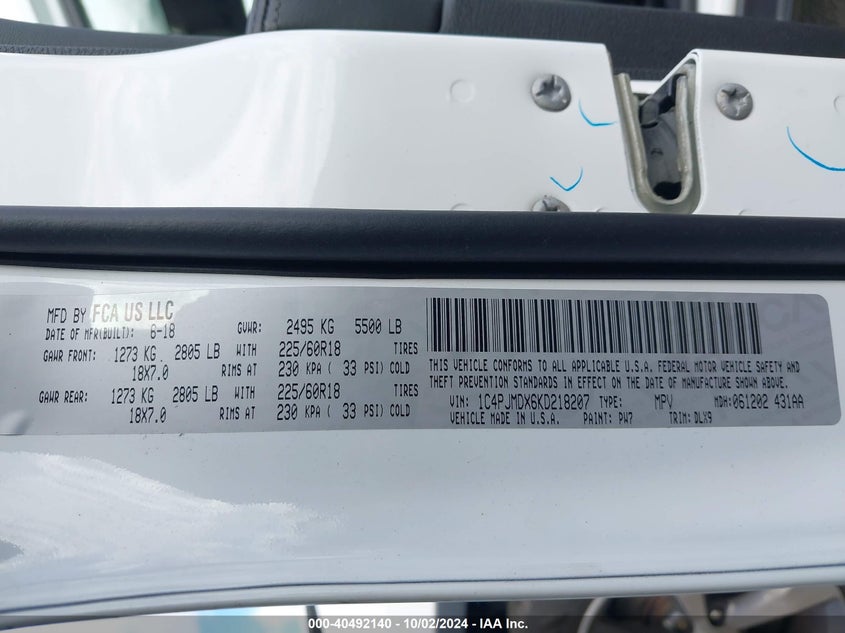 MFD BY FCA US LLC
DATE OF MFR(BUILT): 8-18 GVWR: 2495 KG 5500 LB
GAWR FRONT: 1273 KG 2805 LB WITH 225/60R18 TIRES
18X7.0 RIMS AT 230 KPA ( 33 PSI) COLD
GAWR REAR: 1273 KG 2805 LB WITH 225/60R18 TIRES
18X7.0 RIMS AT 230 KPA ( 33 PSI) COLD
THIS VEHICLE CONFORMS TO ALL APPLICABLE U.S.A. FEDERAL MOTOR VEHICLE SAFETY AND
THEFT PREVENTION STANDARDS IN EFFECT ON THE DATE OF MANUFACTURE SHOWN ABOVE.
VIN: 1C4PJMDX6KD218207 TYPE: MPV MDH: 061202 431AA
VEHICLE MADE IN U.S.A. PAINT: PW7 TRIM: DLX9
000-40492140 - 10/02/2024 - IAA Inc.